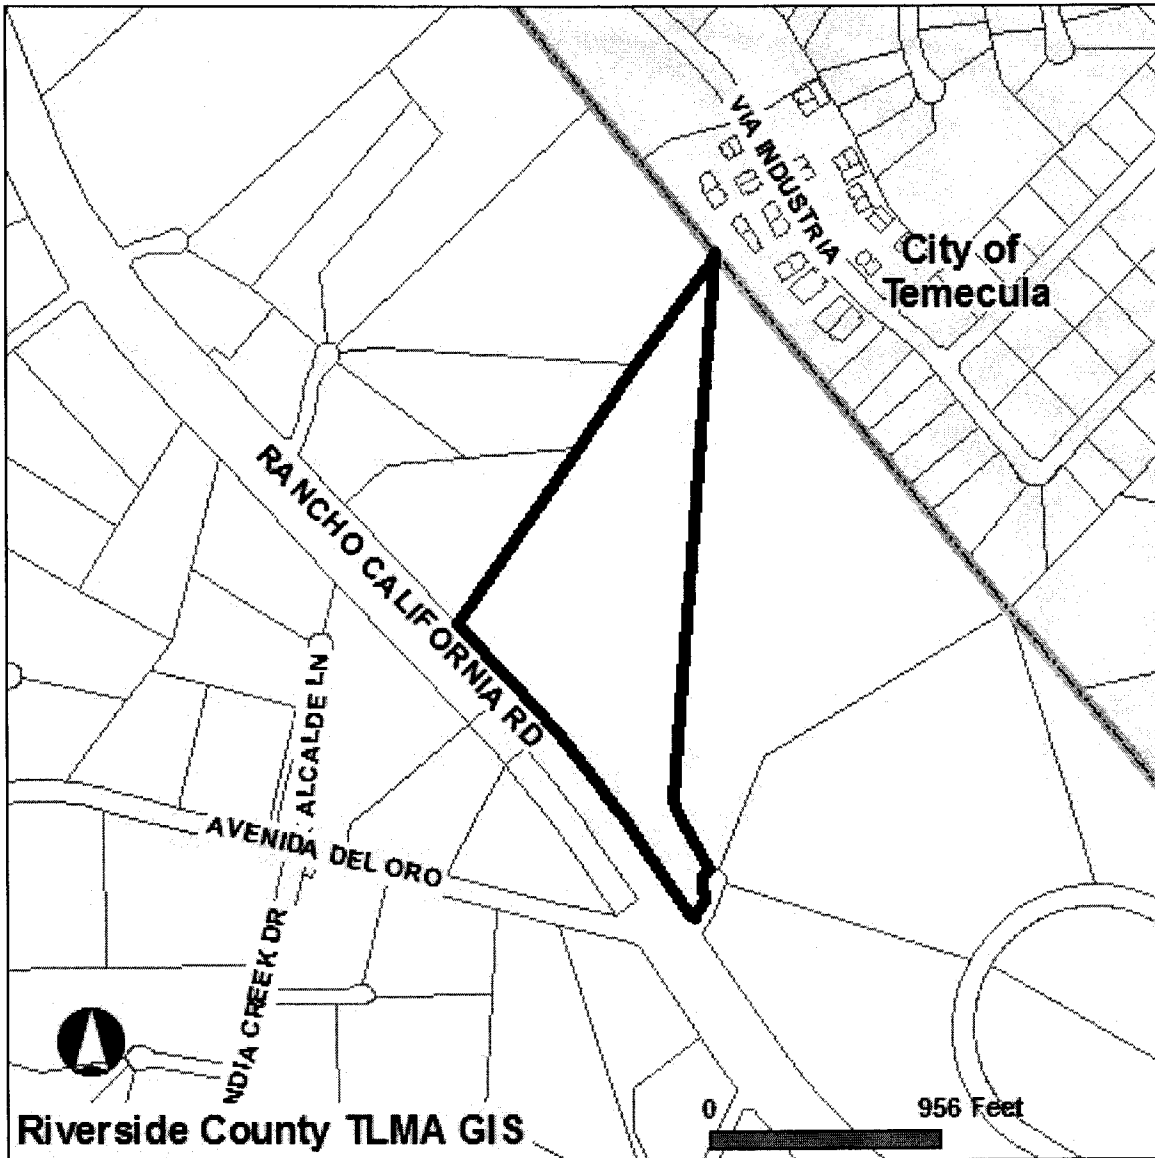 VIA INDUSTRIA
City of
Temecula
RANCHO CALIFORNIA RD
ALCALDE LN
AVENIDA DEL ORO
NDIA CREEK DR
0 956 Feet
Riverside County TLMA GIS